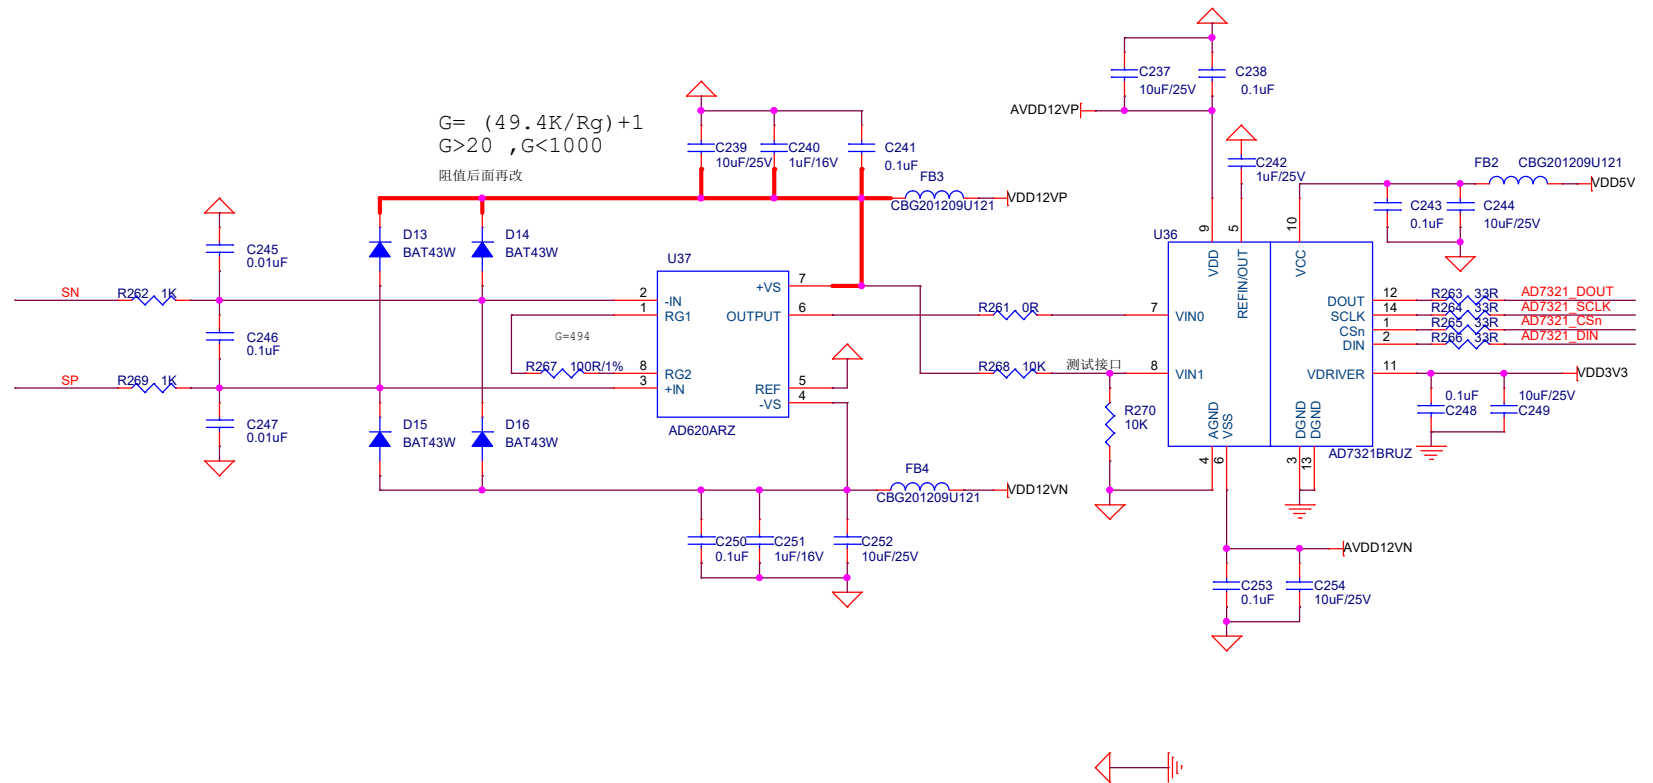 G= (49.4K/Rg)+1
G>20 ,G<1000
阻值后面再改
C237
10uF/25V
C238
0.1uF
AVDD12VP
C239
10uF/25V
C240
1uF/16V
C241
0.1uF
C242
1uF/25V
FB2
CBG201209U121
VDD5V
FB3
CBG201209U121
VDD12VP
C243
0.1uF
C244
10uF/25V
D13
BAT43W
D14
BAT43W
C245
0.01uF
SN
R262
1K
C246
0.1uF
SP
R269
1K
C247
0.01uF
D15
BAT43W
D16
BAT43W
U37
2
-IN
1
RG1
G=494
R267
100R/1%
8
RG2
3
+IN
7
+VS
6
OUTPUT
5
REF
4
-VS
AD620ARZ
R261
0R
R268
10K
测试接口
R270
10K
U36
9
VDD
5
REFIN/OUT
10
VCC
7
VIN0
8
VIN1
4
AGND
6
VSS
3
DGND
13
DGND
12
DOUT
14
SCLK
1
CSn
2
DIN
11
VDRIVER
AD7321BRUZ
R263
33R
AD7321_DOUT
R264
33R
AD7321_SCLK
R265
33R
AD7321_CSn
R266
33R
AD7321_DIN
VDD3V3
0.1uF
C248
10uF/25V
C249
FB4
CBG201209U121
VDD12VN
C250
0.1uF
C251
1uF/16V
C252
10uF/25V
AVDD12VN
C253
0.1uF
C254
10uF/25V